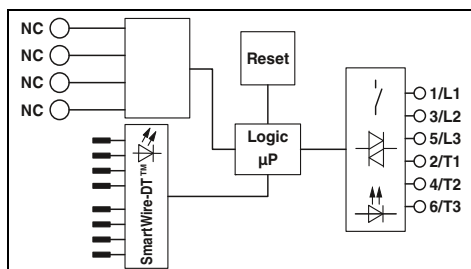 NC
NC
NC
NC
Reset
Logic
µP
SmartWire-DT™
1/L1
3/L2
5/L3
2/T1
4/T2
6/T3